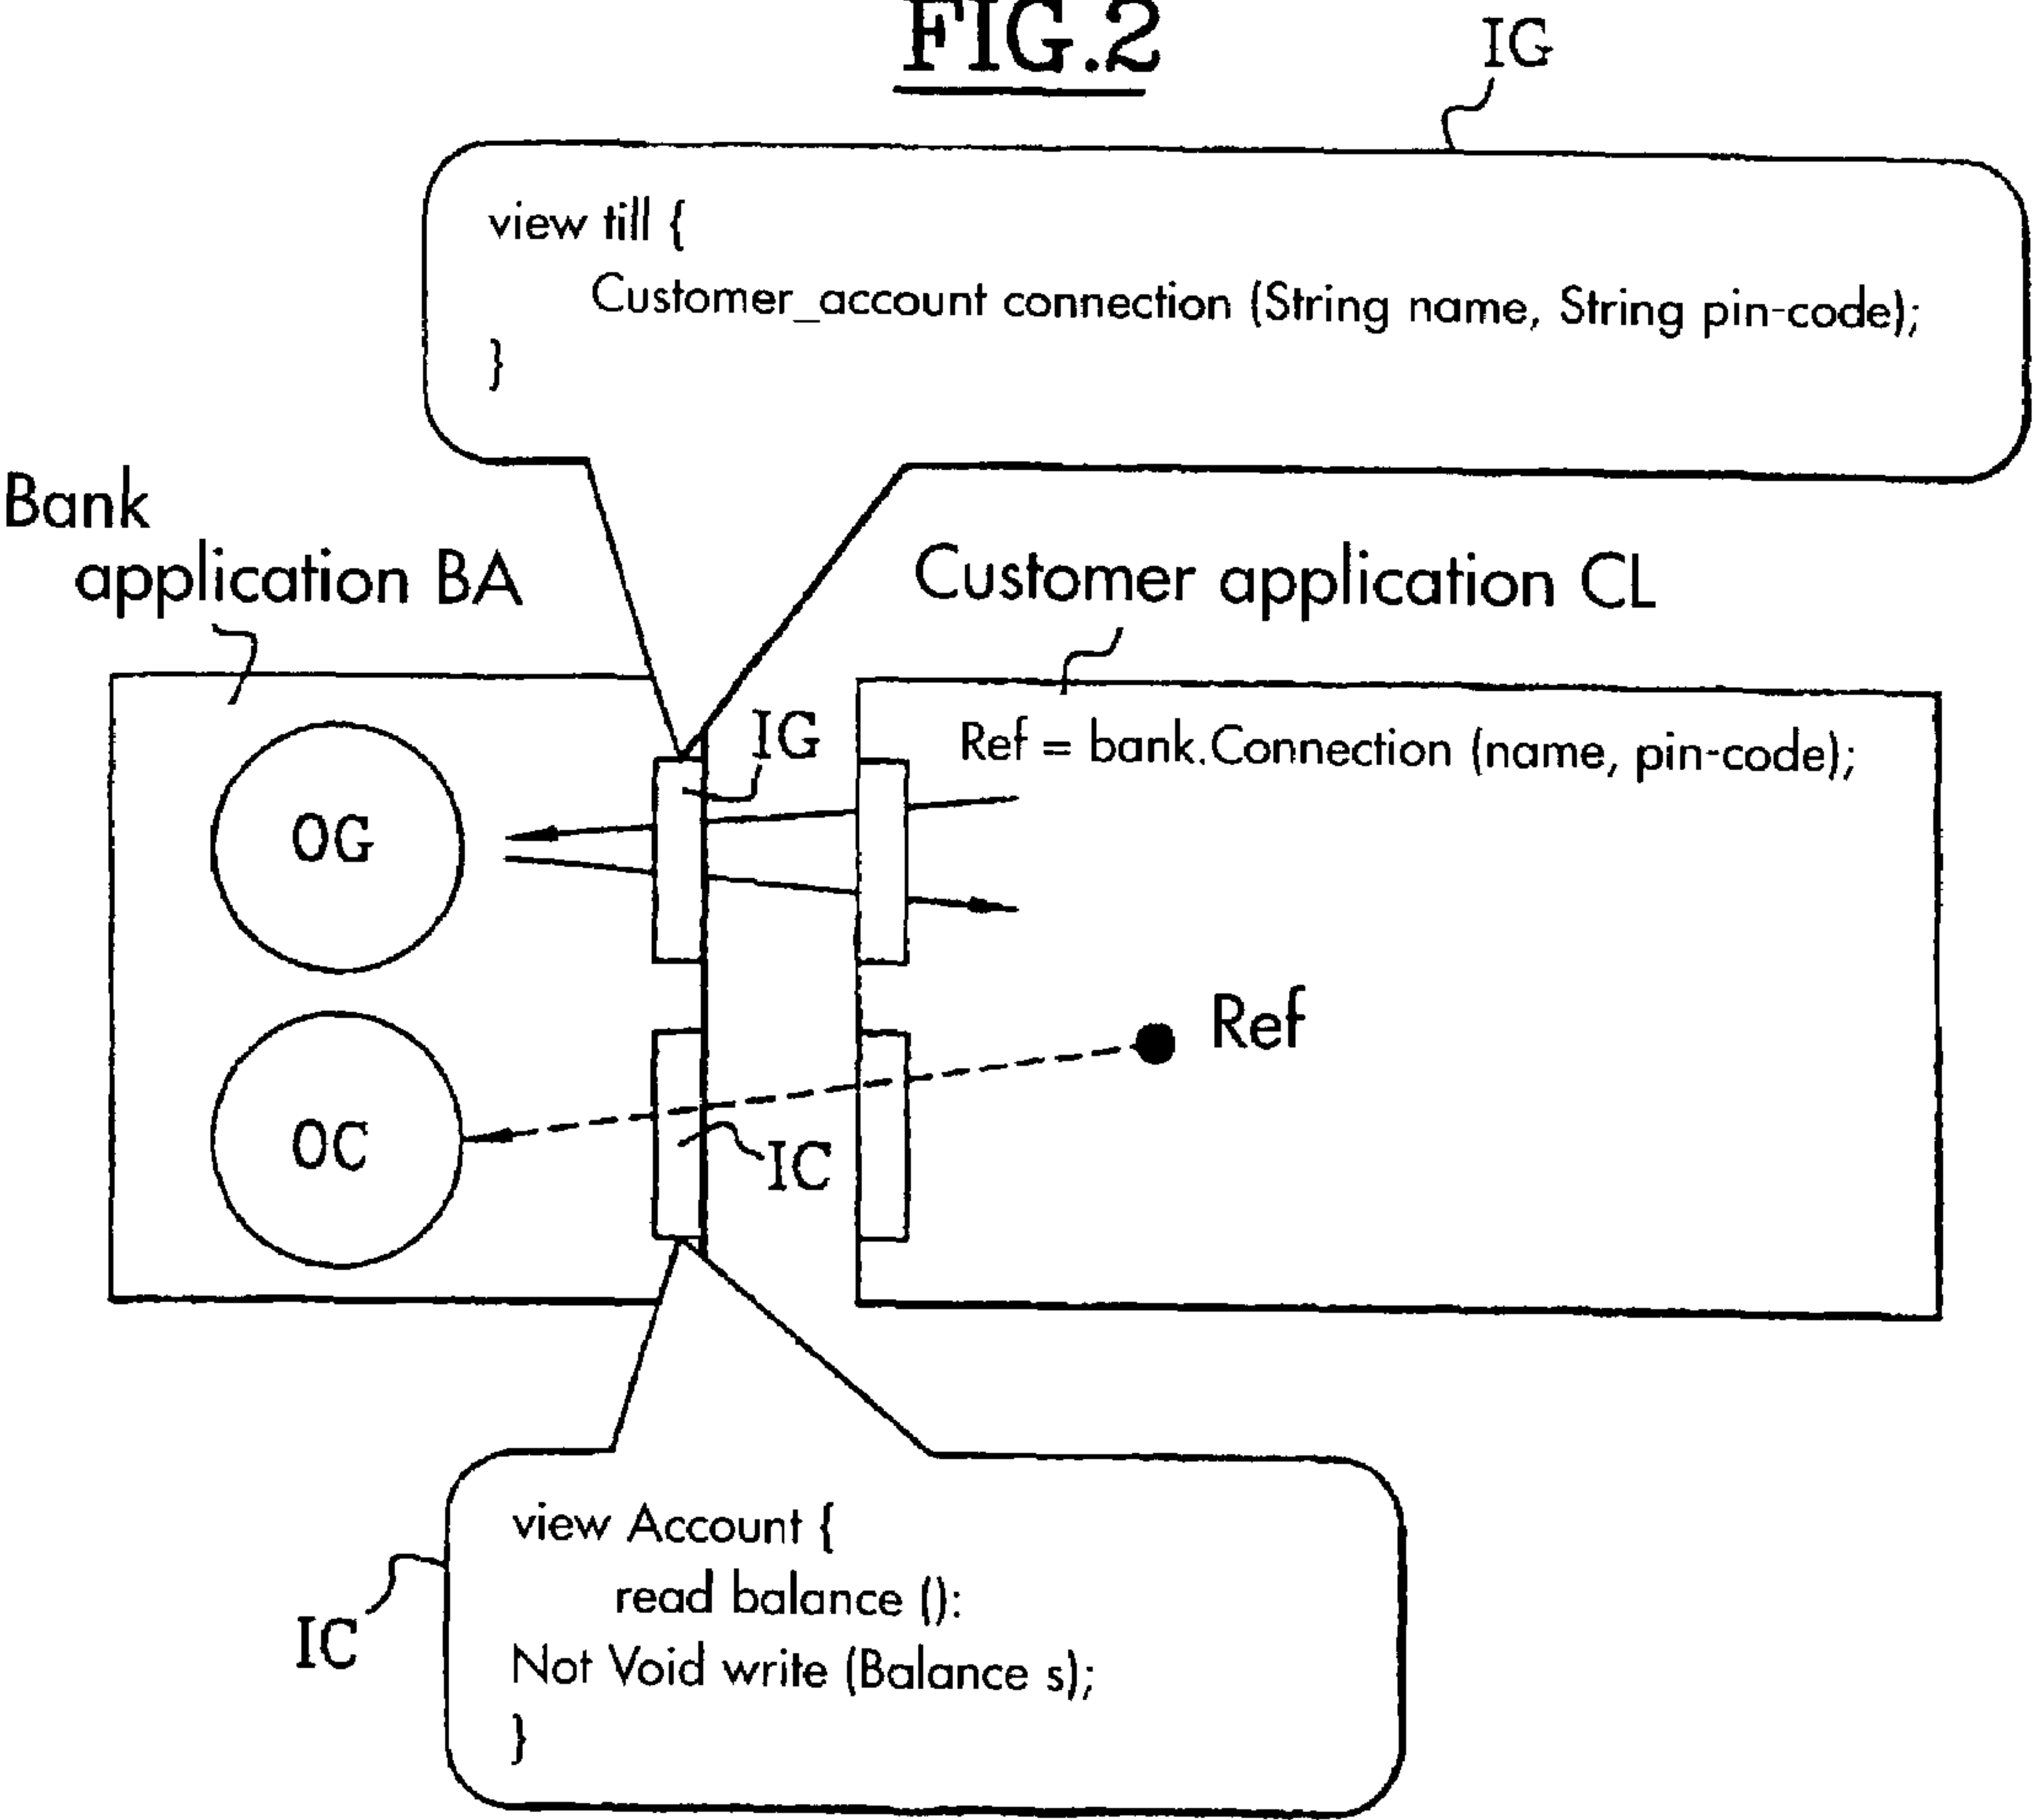 FIG.2
IG
view till {
Customer_account connection (String name, String pin-code);
}
Bank
application BA
Customer application CL
IG
Ref = bank.Connection (name, pin-code);
OG
Ref
OC
IC
view Account {
read balance ():
IC
Not Void write (Balance s);
}